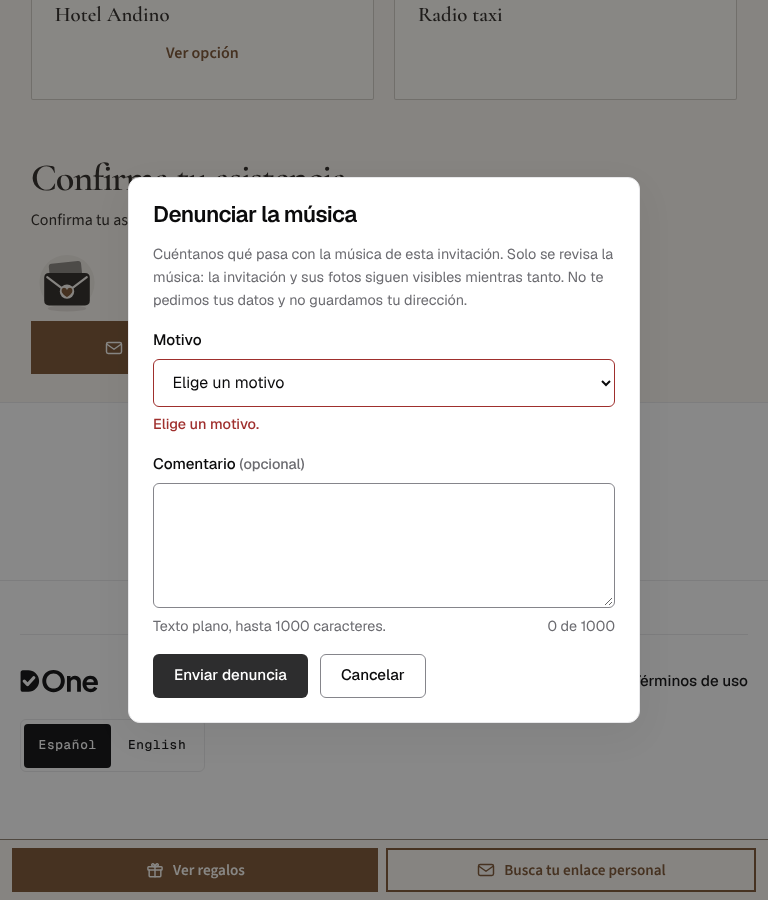 Hotel Andino
Radio taxi
Ver opción
Confirma tu asistencia
Confirma tu as
Denunciar la música
Cuéntanos qué pasa con la música de esta invitación. Solo se revisa la
música: la invitación y sus fotos siguen visibles mientras tanto. No te
pedimos tus datos y no guardamos tu dirección.
Motivo
Elige un motivo
Elige un motivo.
Comentario (opcional)
Texto plano, hasta 1000 caracteres.
0 de 1000
Enviar denuncia
Cancelar
One
Términos de uso
Español
English
Ver regalos
Busca tu enlace personal